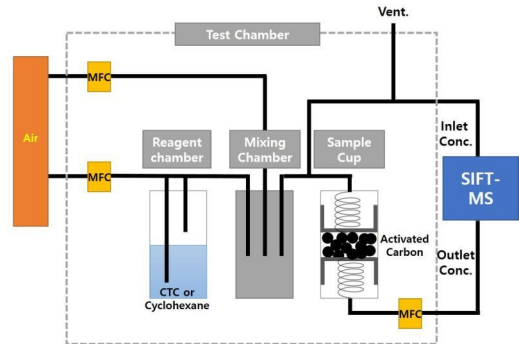 Vent.
Test Chamber
MFC
Air
Reagent
chamber
Mixing
Chamber
Sample
Cup
Inlet
Conc.
MFC
SIFT-
MS
Activated
Carbon
Outlet
Conc.
CTC or
Cyclohexane
MFC